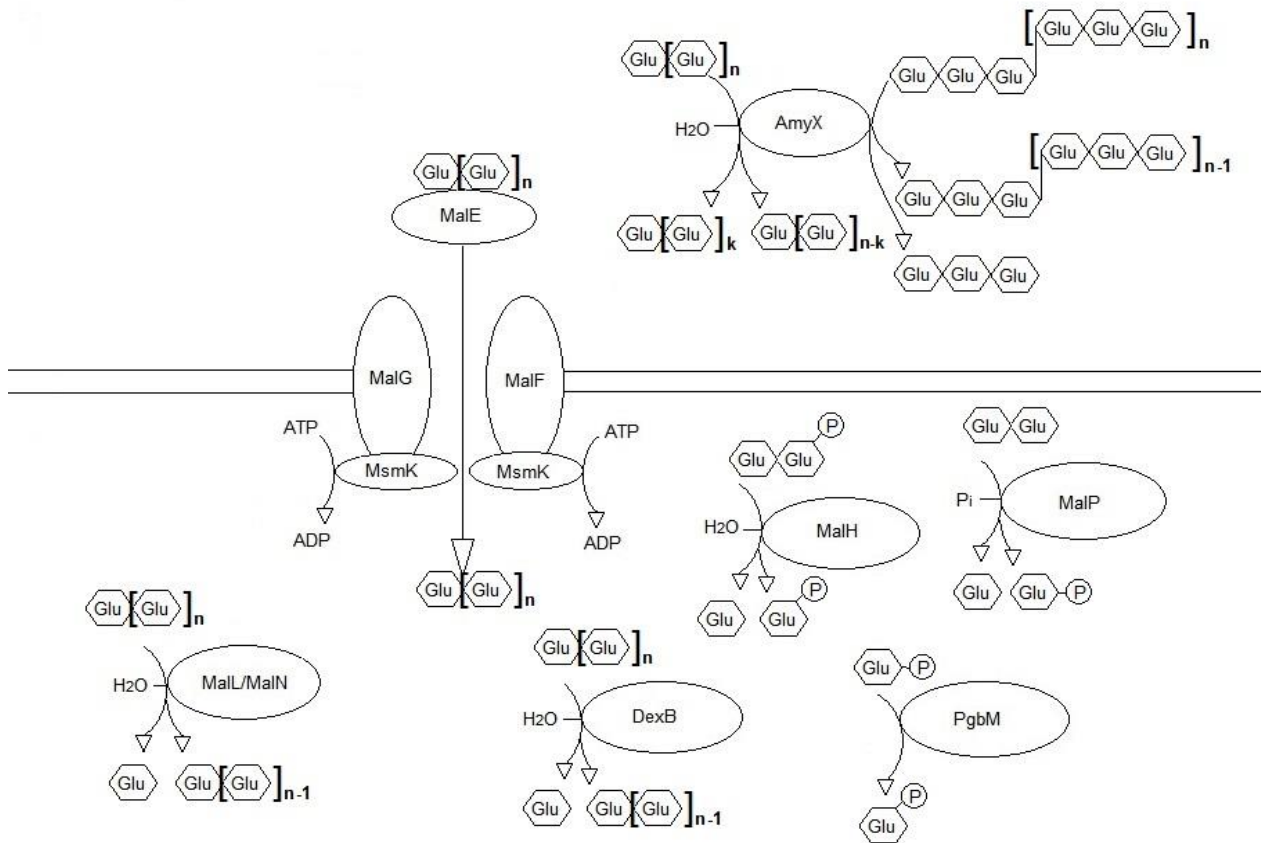 [Glu Glu Glu]n
Glu [Glu]n
Glu Glu Glu
H2O
AmyX
Glu [Glu]n
MalE
[Glu Glu Glu]n-1
Glu Glu Glu
Glu [Glu]k
Glu [Glu]n-k
Glu Glu Glu
MalG
MalF
ATP
ATP
MsmK
MsmK
ADP
ADP
P
Glu Glu
Glu Glu
H2O
MalH
Pi
MalP
Glu [Glu]n
P
Glu
Glu
Glu
Glu P
Glu [Glu]n
H2O
MalL/MalN
Glu [Glu]n
H2O
DexB
Glu P
PgbM
Glu
Glu [Glu]n-1
Glu
Glu [Glu]n-1
P
Glu